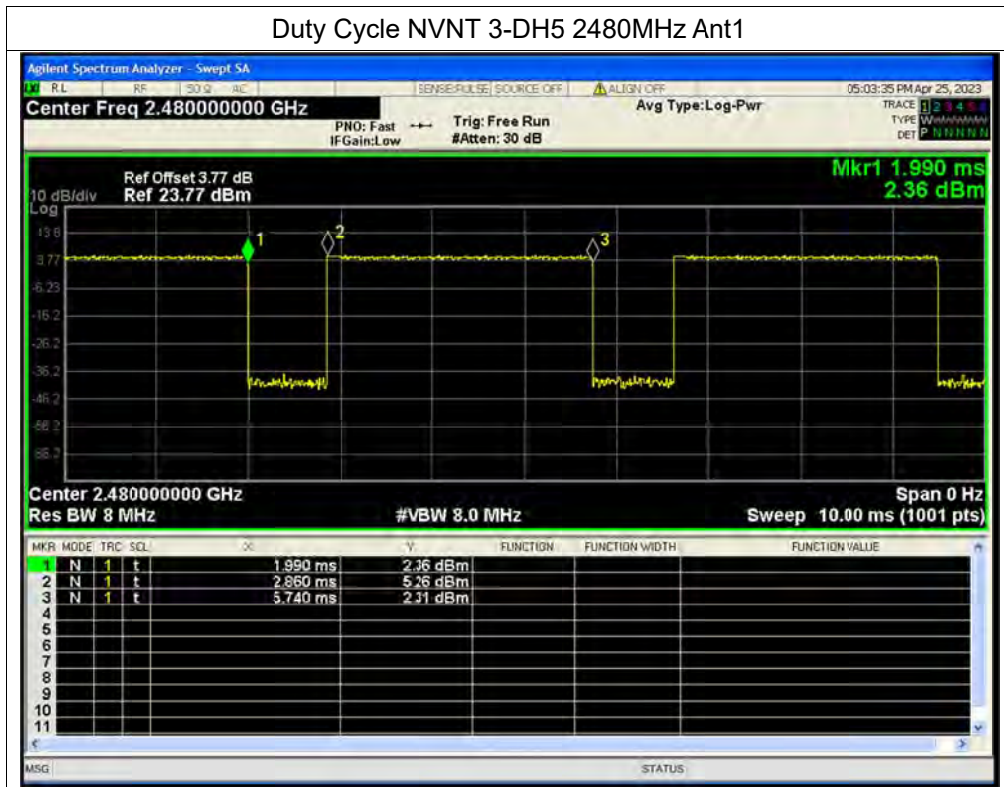 Duty Cycle NVNT 3-DH5 2480MHz Ant1
Agilent Spectrum Analyzer - Swept SA
RL RF 50 Ω AC SENSE:PULSE SOURCE OFF ALIGN OFF 05:03:35 PM Apr 25, 2023
Center Freq 2.480000000 GHz Avg Type:Log-Pwr TRACE 1 2 3 4 5 6
PNO: Fast Trig: Free Run TYPE
IFGain:Low #Atten: 30 dB DET P N N N N N
Mkr1 1.990 ms
Ref Offset 3.77 dB
10 dB/div Ref 23.77 dBm 2.36 dBm
Log
13.8
3.77
-6.23
-16.2
-26.2
-36.2
-46.2
-56.2
-66.2
1 2 3
Center 2.480000000 GHz Span 0 Hz
Res BW 8 MHz #VBW 8.0 MHz Sweep 10.00 ms (1001 pts)
MKR MODE TRC SCL X Y FUNCTION FUNCTION WIDTH FUNCTION VALUE
1 N 1 t 1.990 ms 2.36 dBm
2 N 1 t 2.860 ms 5.26 dBm
3 N 1 t 5.740 ms dBm
4
5
6
7
8
9
10
11
MSG STATUS